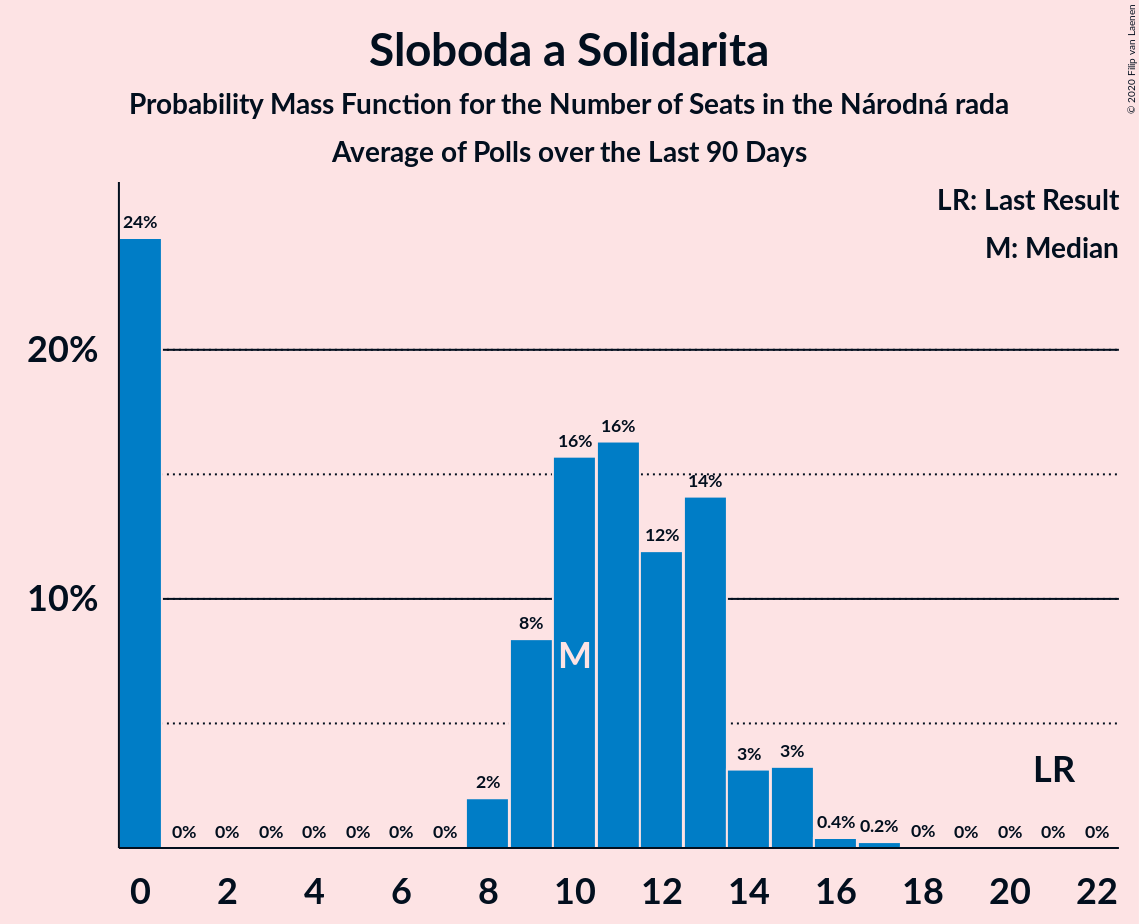 Sloboda a Solidarita
Probability Mass Function for the Number of Seats in the Národná rada
Average of Polls over the Last 90 Days
© 2020 Filip van Laenen
LR: Last Result
M: Median
24%
20%
16%
16%
14%
12%
10%
8%
M
3%
3%
LR
2%
0% 0% 0% 0% 0% 0% 0% 0.4% 0.2% 0% 0% 0% 0% 0%
0 2 4 6 8 10 12 14 16 18 20 22